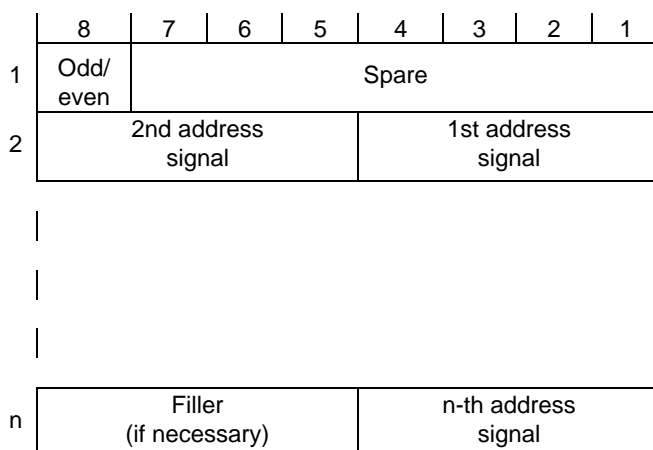 8 7 6 5 4 3 2 1
1 Odd/ even Spare
2 2nd address signal 1st address signal
n Filler (if necessary) n-th address signal